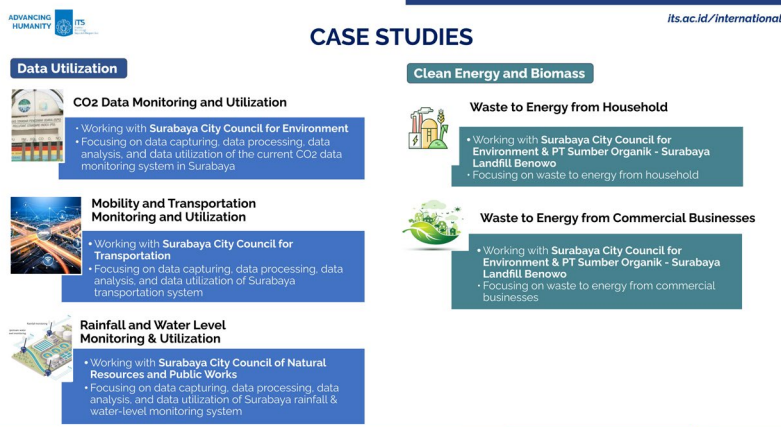 ADVANCING
HUMANITY
ITS
its.ac.id/international
CASE STUDIES
Data Utilization
CO2 Data Monitoring and Utilization
• Working with Surabaya City Council for Environment
• Focusing on data capturing, data processing, data
analysis, and data utilization of the current CO2 data
monitoring system in Surabaya
Mobility and Transportation
Monitoring and Utilization
• Working with Surabaya City Council for
Transportation
• Focusing on data capturing, data processing, data
analysis, and data utilization of Surabaya
transportation system
Rainfall and Water Level
Monitoring & Utilization
• Working with Surabaya City Council of Natural
Resources and Public Works
• Focusing on data capturing, data processing, data
analysis, and data utilization of Surabaya rainfall &
water-level monitoring system
Clean Energy and Biomass
Waste to Energy from Household
• Working with Surabaya City Council for
Environment & PT Sumber Organik - Surabaya
Landfill Benowo
• Focusing on waste to energy from household
Waste to Energy from Commercial Businesses
• Working with Surabaya City Council for
Environment & PT Sumber Organik - Surabaya
Landfill Benowo
• Focusing on waste to energy from commercial
businesses